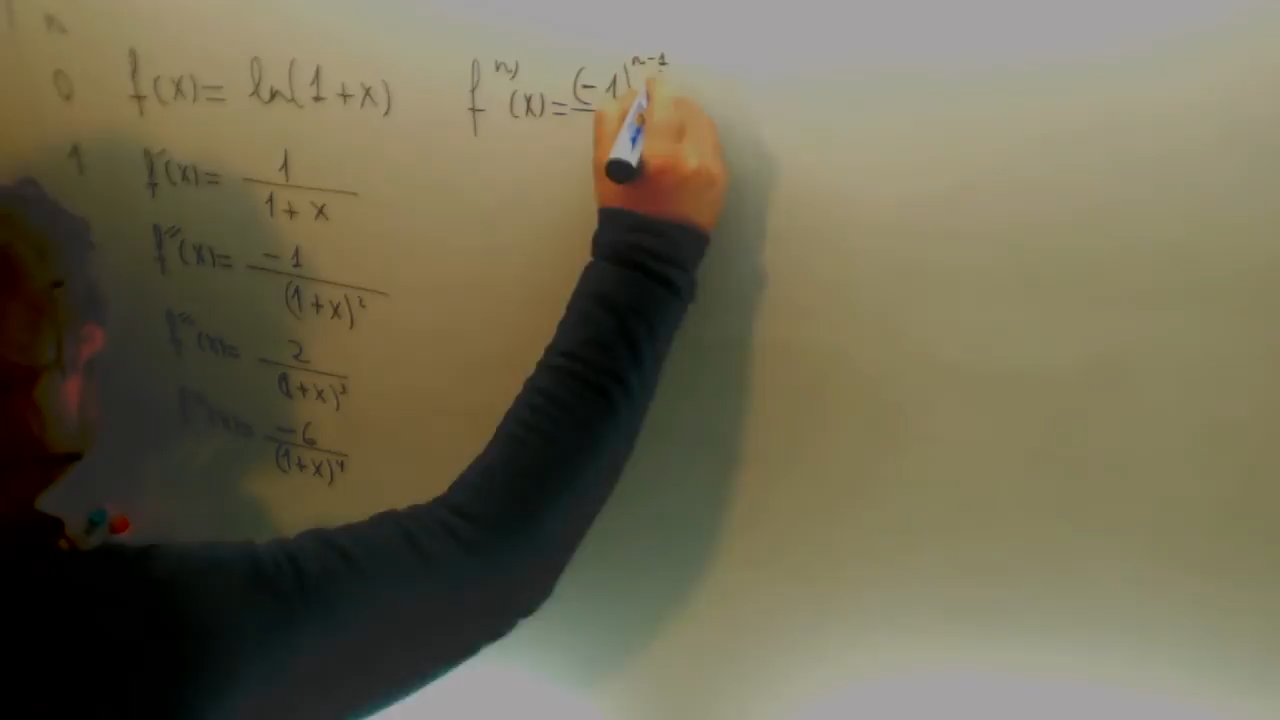 n
0 f(x)= ln(1+x) f^{n)}(x)= (-1)^{n-1}
1 f'(x)= 1/(1+x)
f''(x)= -1/(1+x)^2
f'''(x)= 2/(1+x)^3
-6/(1+x)^4